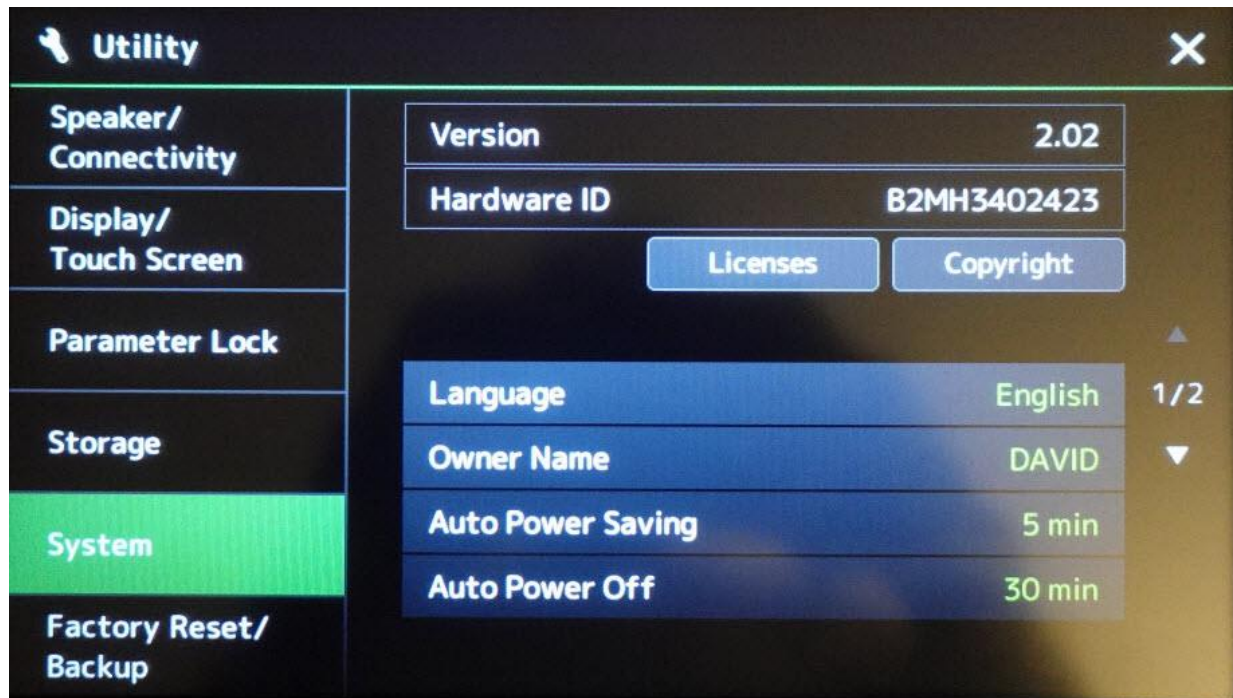 Utility
Speaker/
Connectivity
Display/
Touch Screen
Parameter Lock
Storage
System
Factory Reset/
Backup
Version 2.02
Hardware ID B2MH3402423
Licenses Copyright
Language English
1/2
Owner Name DAVID
Auto Power Saving 5 min
Auto Power Off 30 min